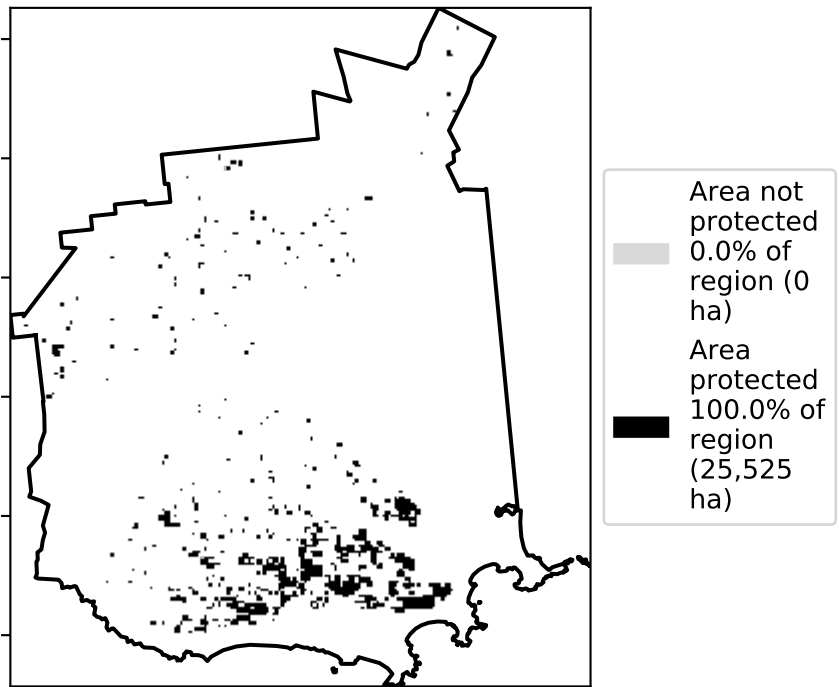 Area not
protected
0.0% of
region (0
ha)
Area
protected
100.0% of
region
(25,525
ha)